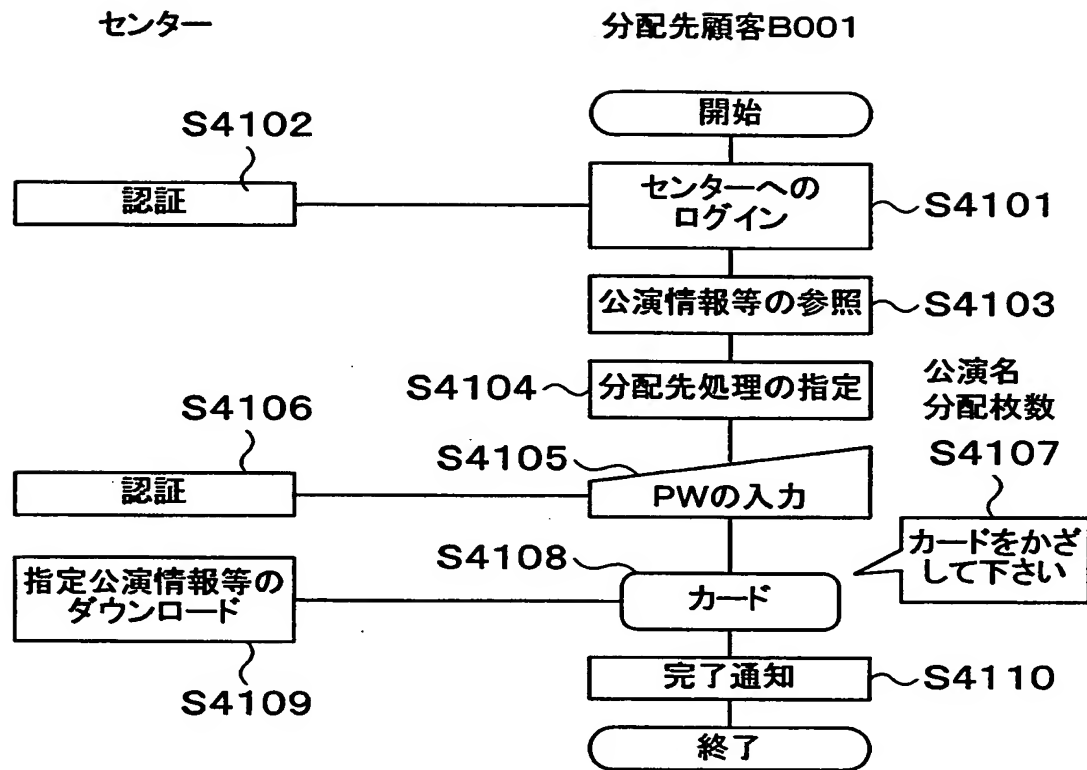 センター
分配先顧客B001
開始
S4102
認証
センターへの
ログイン
S4101
公演情報等の参照
S4103
S4104
分配先処理の指定
公演名
分配枚数
S4106
認証
S4105
PWの入力
S4107
カードをかざ
して下さい
S4108
指定公演情報等の
ダウンロード
カード
S4109
完了通知
S4110
終了